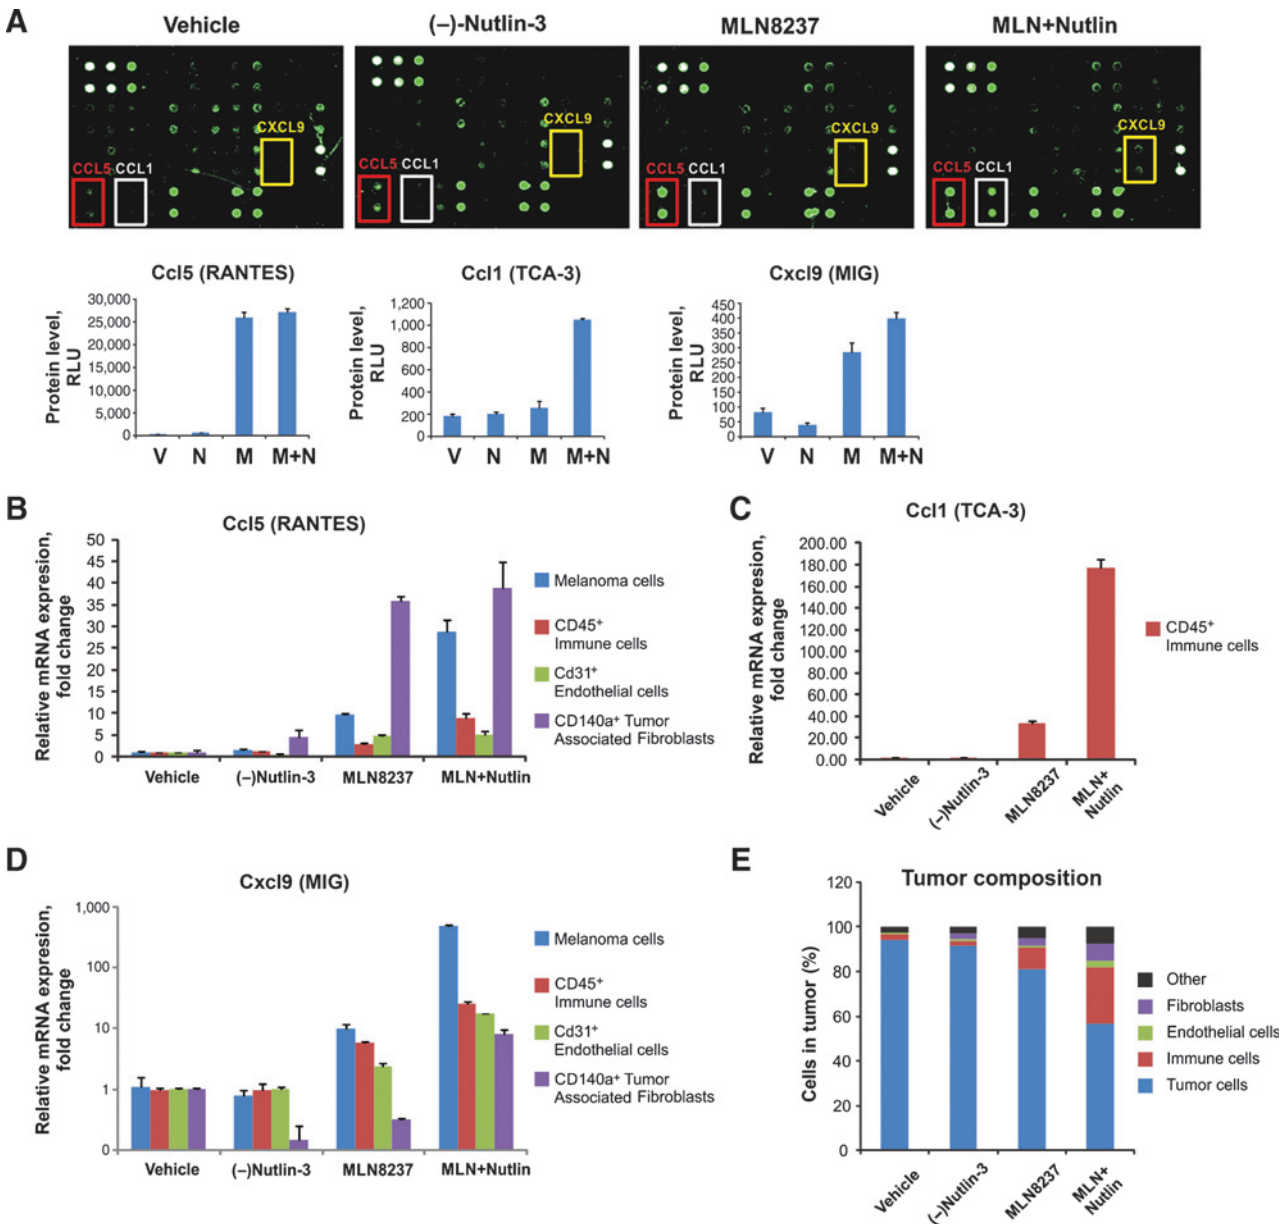 A
Vehicle
(–)-Nutlin-3
MLN8237
MLN+Nutlin
CXCL9
CCL5
CCL1
CXCL9
CCL5
CCL1
CXCL9
CCL5
CCL1
CXCL9
CCL5
CCL1
Ccl5 (RANTES)
Protein level,
RLU
30,000
25,000
20,000
15,000
10,000
5,000
0
V N M M+N
Ccl1 (TCA-3)
Protein level,
RLU
1,200
1,000
800
600
400
200
0
V N M M+N
Cxcl9 (MIG)
Protein level,
RLU
450
400
350
300
250
200
150
100
50
0
V N M M+N
B
Ccl5 (RANTES)
Relative mRNA expresion,
fold change
50
45
40
35
30
25
20
15
10
5
0
Vehicle
(–)Nutlin-3
MLN8237
MLN+Nutlin
Melanoma cells
CD45+
Immune cells
Cd31+
Endothelial cells
CD140a+ Tumor
Associated Fibroblasts
C
Ccl1 (TCA-3)
Relative mRNA expresion,
fold change
200.00
180.00
160.00
140.00
120.00
100.00
80.00
60.00
40.00
20.00
0.00
Vehicle
(–)Nutlin-3
MLN8237
MLN+
Nutlin
CD45+
Immune cells
D
Cxcl9 (MIG)
Relative mRNA expresion,
fold change
1,000
100
10
1
0
Vehicle
(–)Nutlin-3
MLN8237
MLN+Nutlin
Melanoma cells
CD45+
Immune cells
Cd31+
Endothelial cells
CD140a+ Tumor
Associated Fibroblasts
E
Tumor composition
Cells in tumor (%)
120
100
80
60
40
20
0
Vehicle
(–)Nutlin-3
MLN8237
MLN+
Nutlin
Other
Fibroblasts
Endothelial cells
Immune cells
Tumor cells